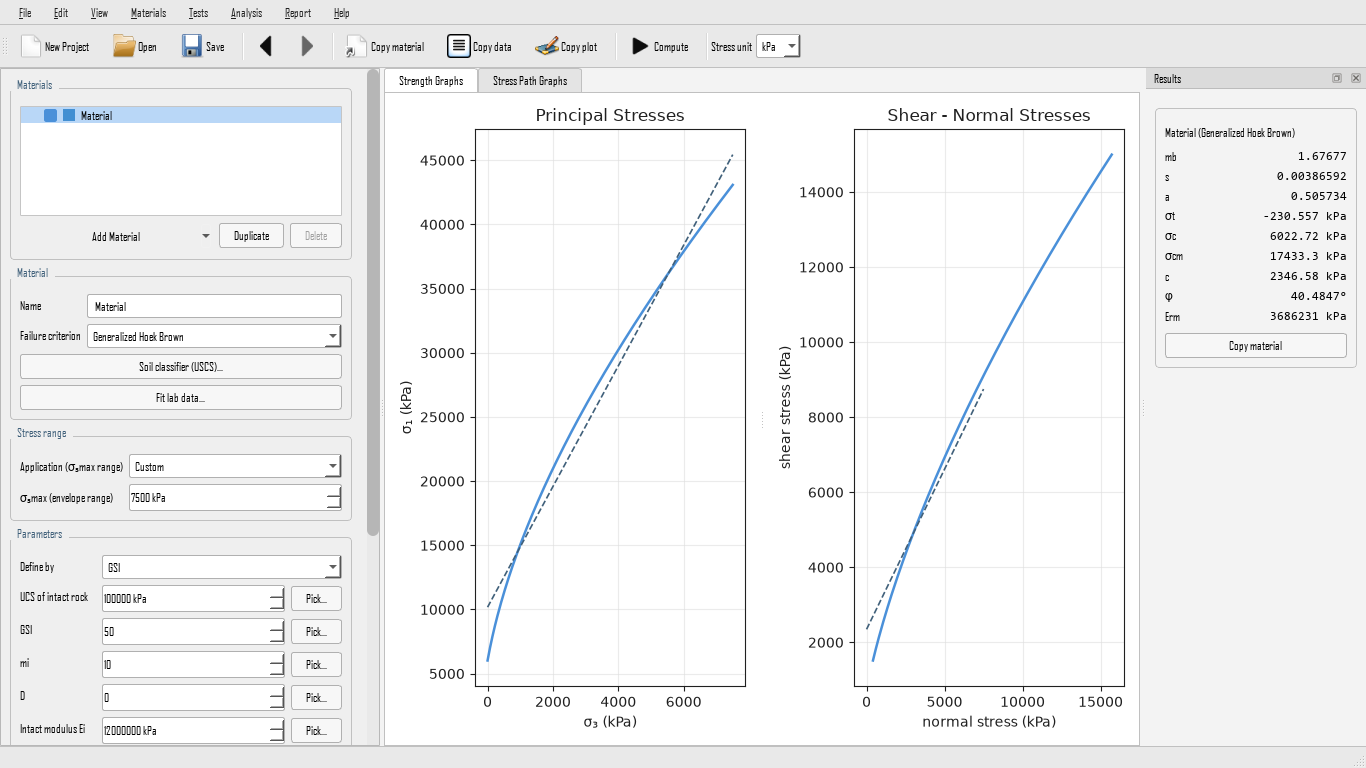 File Edit View Materials Tests Analysis Report Help
New Project Open Save Copy material Copy data Copy plot Compute Stress unit kPa
Materials
Material
Add Material Duplicate Delete
Material
Name Material
Failure criterion Generalized Hoek Brown
Soil classifier (USCS)...
Fit lab data...
Stress range
Application (σ₃max range) Custom
σ₃max (envelope range) 7500 kPa
Parameters
Define by GSI
UCS of intact rock 100000 kPa Pick...
GSI 50 Pick...
mi 10 Pick...
D 0 Pick...
Intact modulus Ei 12000000 kPa Pick...
Strength Graphs Stress Path Graphs
Principal Stresses
45000
40000
35000
30000
25000
20000
15000
10000
5000
0 2000 4000 6000
σ₁ (kPa)
σ₃ (kPa)
Shear - Normal Stresses
14000
12000
10000
8000
6000
4000
2000
0 5000 10000 15000
shear stress (kPa)
normal stress (kPa)
Results
Material (Generalized Hoek Brown)
mb 1.67677
s 0.00386592
a 0.505734
σt -230.557 kPa
σc 6022.72 kPa
σcm 17433.3 kPa
c 2346.58 kPa
φ 40.4847°
Erm 3686231 kPa
Copy material